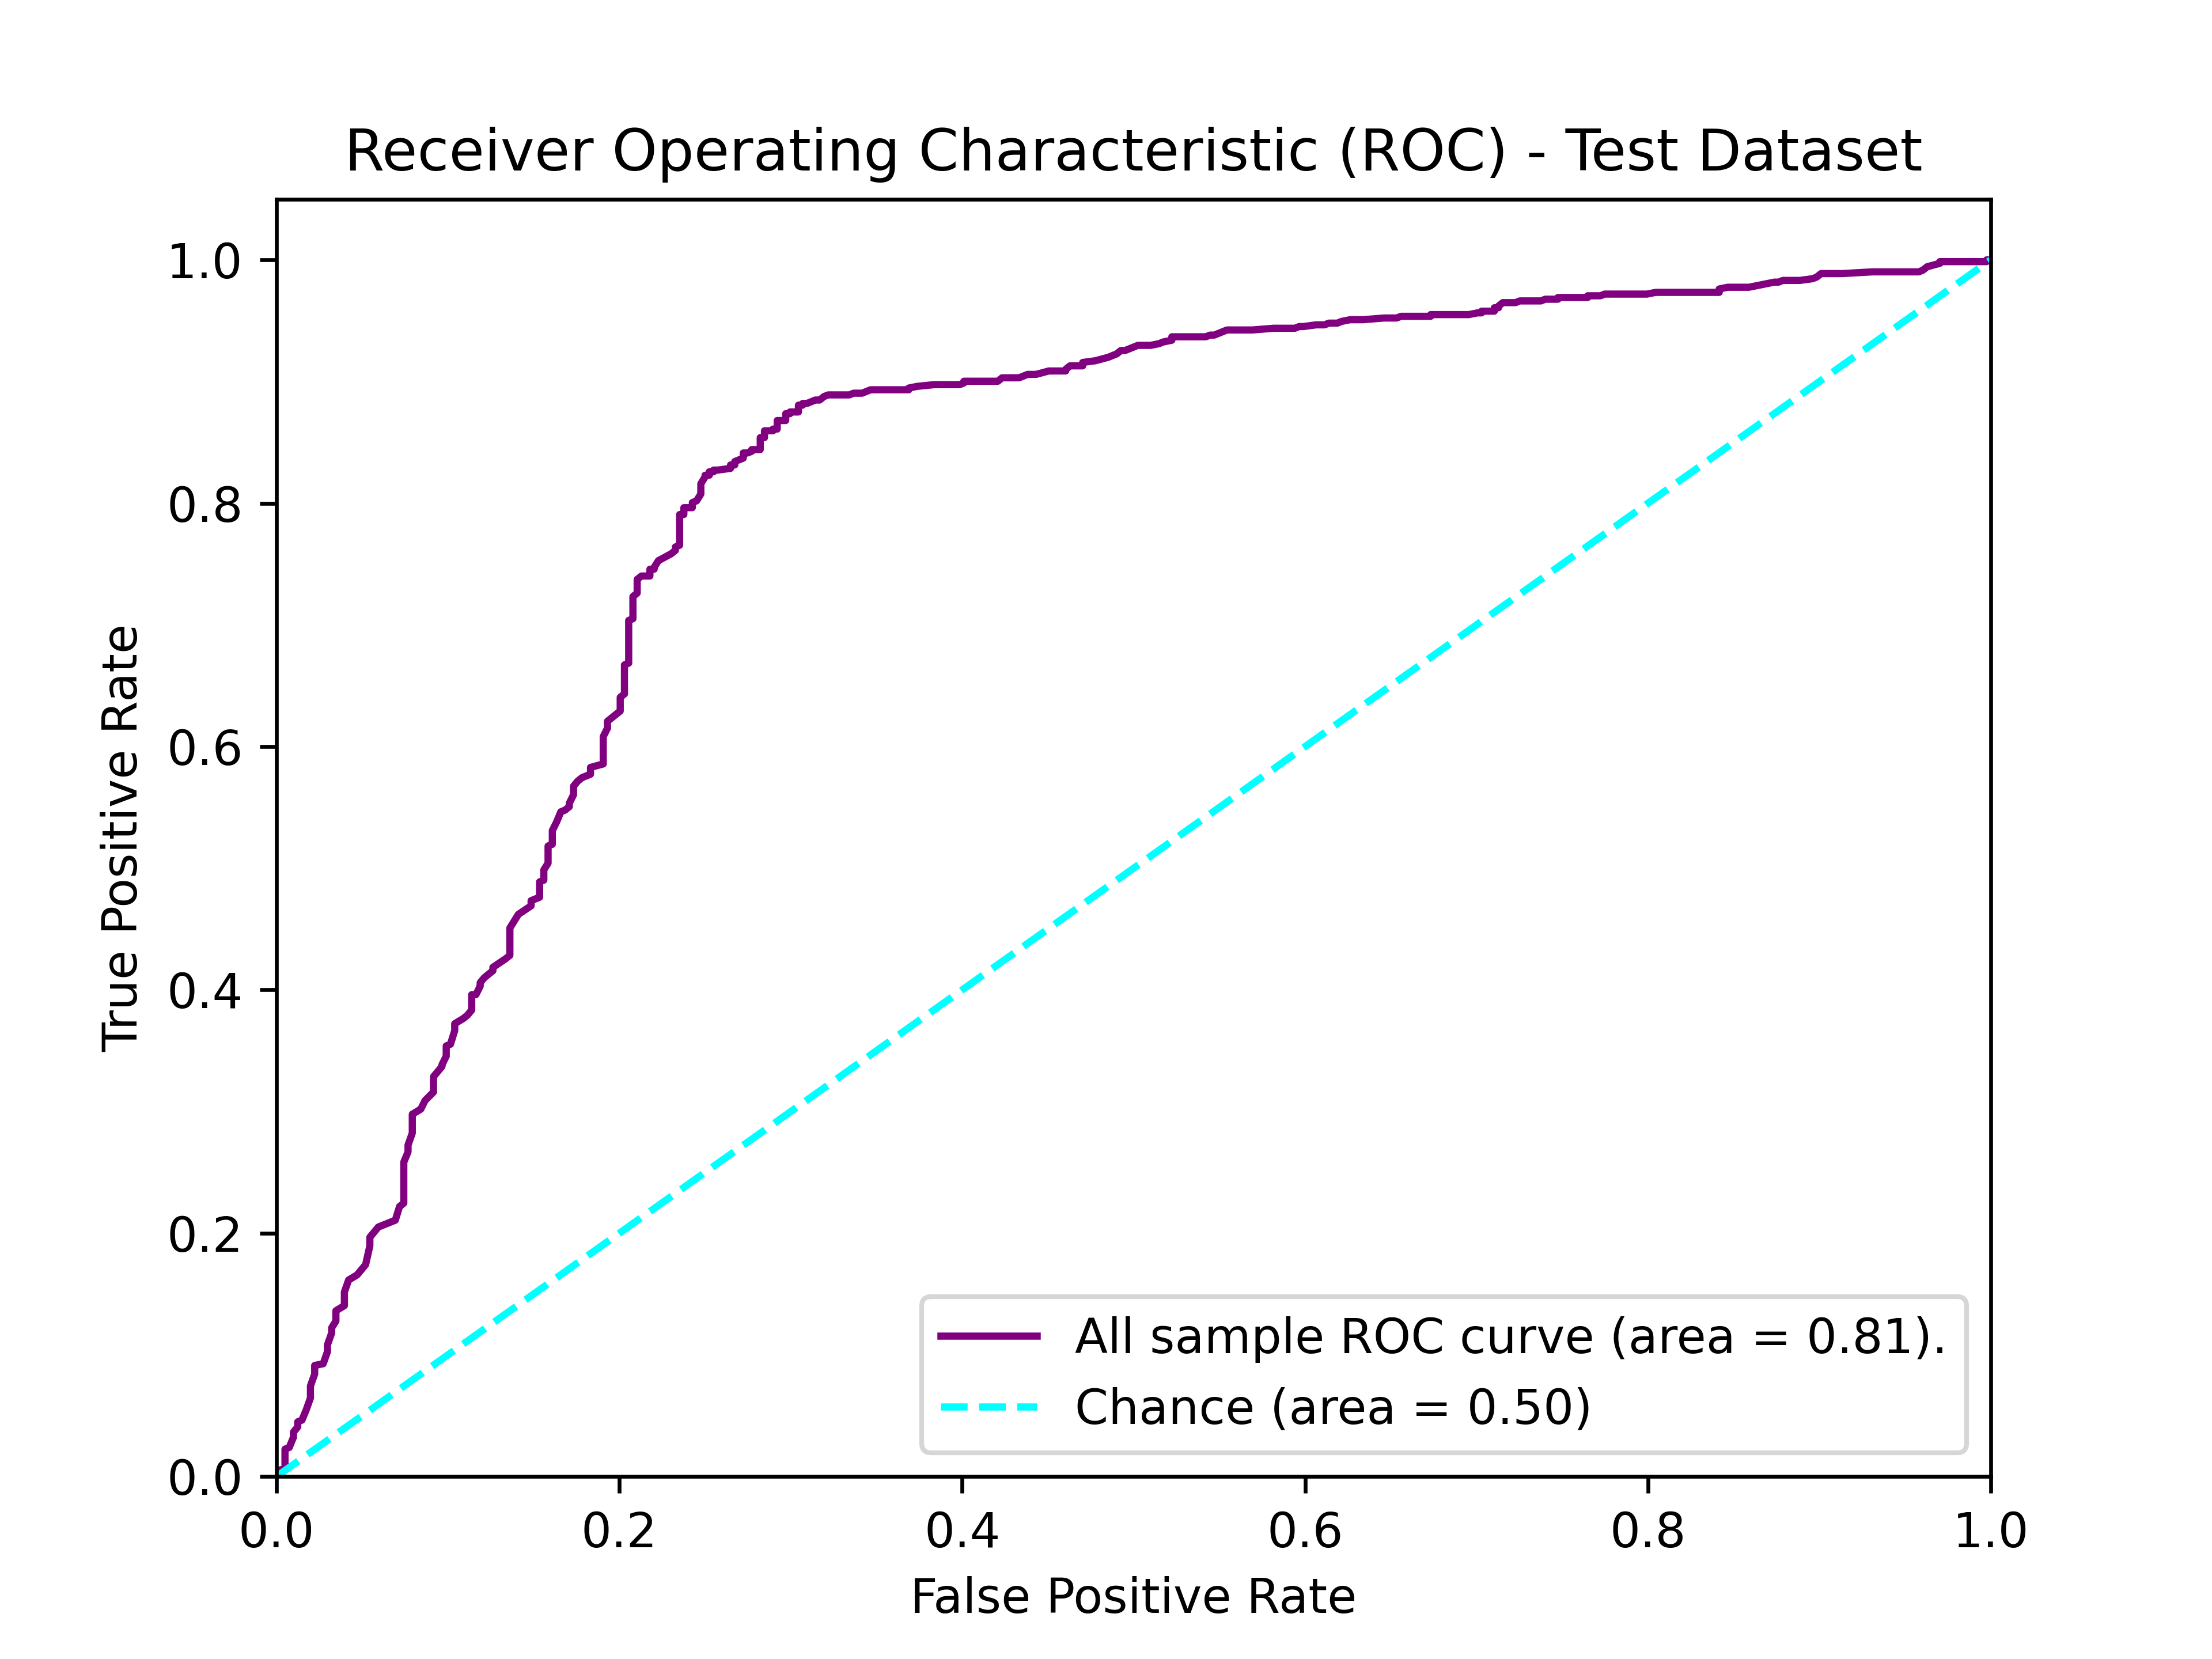 Receiver Operating Characteristic (ROC) - Test Dataset
1.0
0.8
0.6
0.4
0.2
0.0
True Positive Rate
All sample ROC curve (area = 0.81).
Chance (area = 0.50)
0.0 0.2 0.4 0.6 0.8 1.0
False Positive Rate